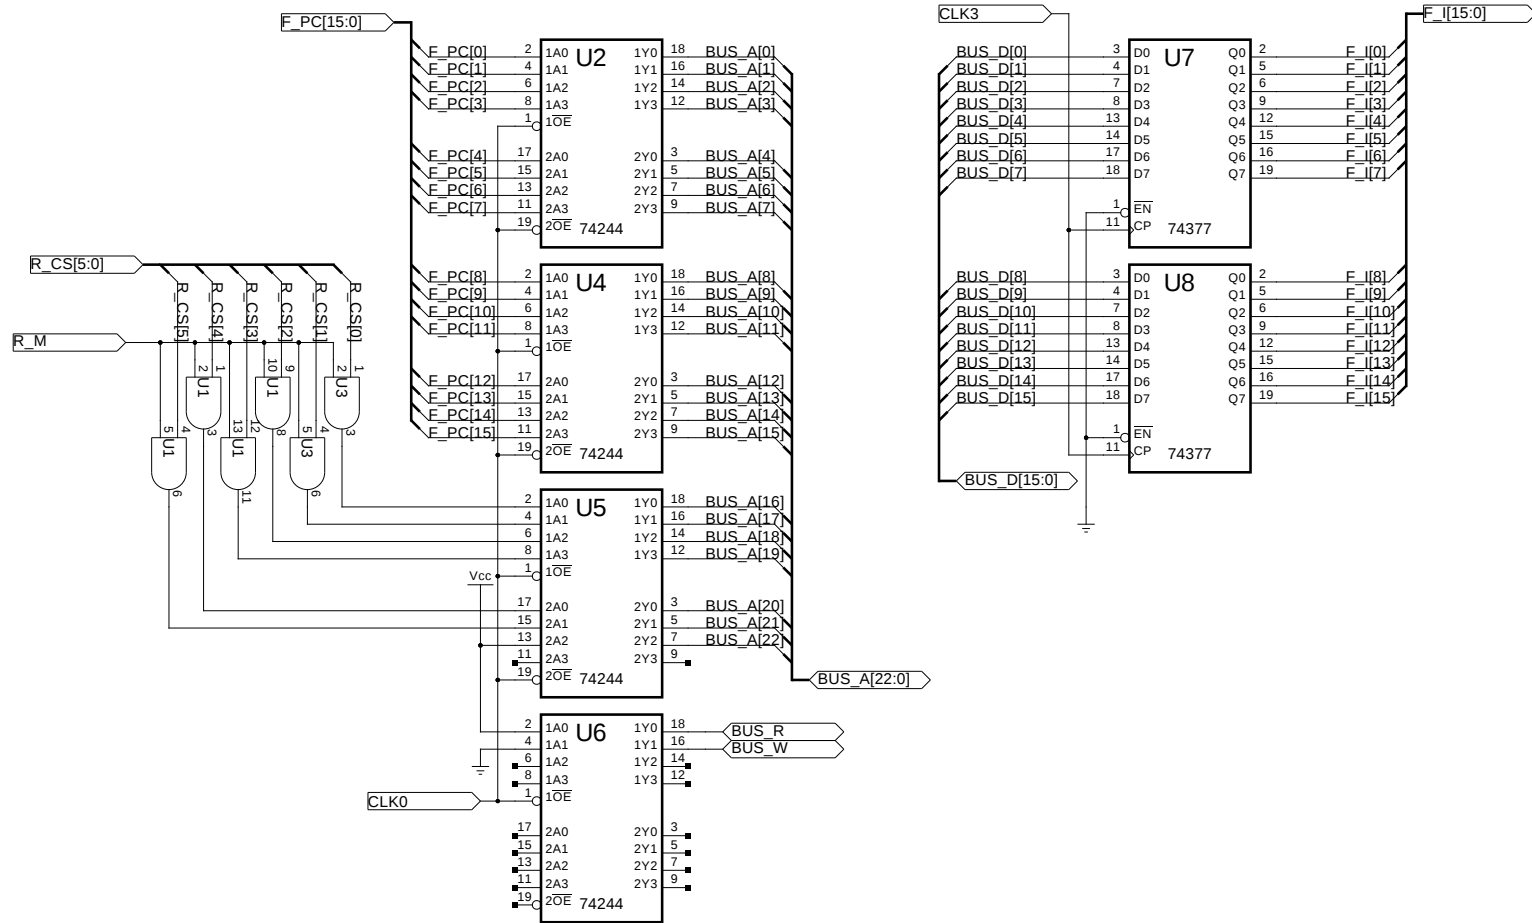 F_PC[15:0]
F_PC[0] 2 1A0 U2 1Y0 18 BUS_A[0]
F_PC[1] 4 1A1 1Y1 16 BUS_A[1]
F_PC[2] 6 1A2 1Y2 14 BUS_A[2]
F_PC[3] 8 1A3 1Y3 12 BUS_A[3]
1 1OE
F_PC[4] 17 2A0 2Y0 3 BUS_A[4]
F_PC[5] 15 2A1 2Y1 5 BUS_A[5]
F_PC[6] 13 2A2 2Y2 7 BUS_A[6]
F_PC[7] 11 2A3 2Y3 9 BUS_A[7]
19 2OE 74244
R_CS[5:0]
R_CS[5]
R_CS[4]
R_CS[3]
R_CS[2]
R_CS[1]
R_CS[0]
R_M
2 1 U1 3
10 9 U1 8
2 1 U3 3
5 4 U1 6
13 12 U1 11
5 4 U3 6
F_PC[8] 2 1A0 U4 1Y0 18 BUS_A[8]
F_PC[9] 4 1A1 1Y1 16 BUS_A[9]
F_PC[10] 6 1A2 1Y2 14 BUS_A[10]
F_PC[11] 8 1A3 1Y3 12 BUS_A[11]
1 1OE
F_PC[12] 17 2A0 2Y0 3 BUS_A[12]
F_PC[13] 15 2A1 2Y1 5 BUS_A[13]
F_PC[14] 13 2A2 2Y2 7 BUS_A[14]
F_PC[15] 11 2A3 2Y3 9 BUS_A[15]
19 2OE 74244
2 1A0 U5 1Y0 18 BUS_A[16]
4 1A1 1Y1 16 BUS_A[17]
6 1A2 1Y2 14 BUS_A[18]
8 1A3 1Y3 12 BUS_A[19]
Vcc
1 1OE
17 2A0 2Y0 3 BUS_A[20]
15 2A1 2Y1 5 BUS_A[21]
13 2A2 2Y2 7 BUS_A[22]
11 2A3 2Y3 9
19 2OE 74244
BUS_A[22:0]
2 1A0 U6 1Y0 18 BUS_R
4 1A1 1Y1 16 BUS_W
6 1A2 1Y2 14
8 1A3 1Y3 12
CLK0 1 1OE
17 2A0 2Y0 3
15 2A1 2Y1 5
13 2A2 2Y2 7
11 2A3 2Y3 9
19 2OE 74244
CLK3
F_I[15:0]
BUS_D[0] 3 D0 U7 Q0 2 F_I[0]
BUS_D[1] 4 D1 Q1 5 F_I[1]
BUS_D[2] 7 D2 Q2 6 F_I[2]
BUS_D[3] 8 D3 Q3 9 F_I[3]
BUS_D[4] 13 D4 Q4 12 F_I[4]
BUS_D[5] 14 D5 Q5 15 F_I[5]
BUS_D[6] 17 D6 Q6 16 F_I[6]
BUS_D[7] 18 D7 Q7 19 F_I[7]
1 EN
11 CP 74377
BUS_D[8] 3 D0 U8 Q0 2 F_I[8]
BUS_D[9] 4 D1 Q1 5 F_I[9]
BUS_D[10] 7 D2 Q2 6 F_I[10]
BUS_D[11] 8 D3 Q3 9 F_I[11]
BUS_D[12] 13 D4 Q4 12 F_I[12]
BUS_D[13] 14 D5 Q5 15 F_I[13]
BUS_D[14] 17 D6 Q6 16 F_I[14]
BUS_D[15] 18 D7 Q7 19 F_I[15]
1 EN
11 CP 74377
BUS_D[15:0]